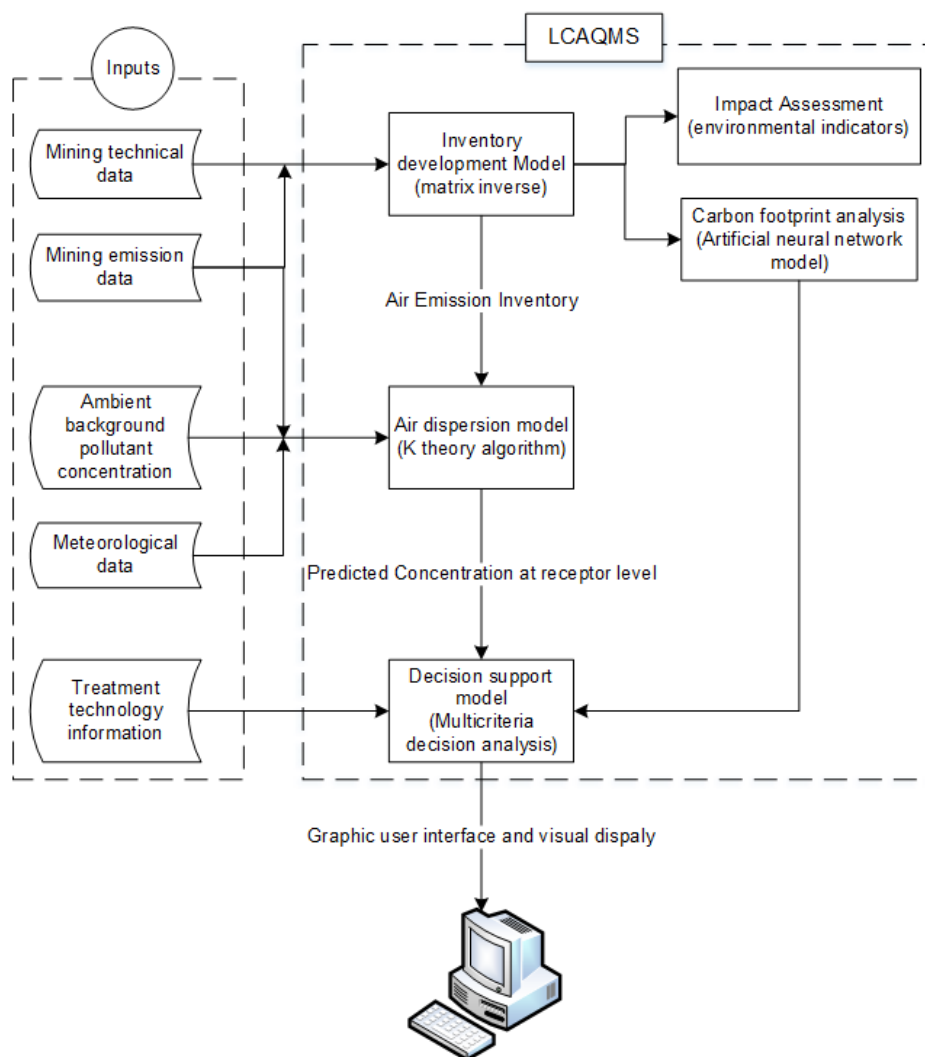 LCAQMS
Inputs
Mining technical
data
Mining emission
data
Ambient
background
pollutant
concentration
Meteorological
data
Treatment
technology
information
Inventory
development Model
(matrix inverse)
Impact Assessment
(environmental indicators)
Carbon footprint analysis
(Artificial neural network
model)
Air Emission Inventory
Air dispersion model
(K theory algorithm)
Predicted Concentration at receptor level
Decision support
model
(Multicriteria
decision analysis)
Graphic user interface and visual dispaly